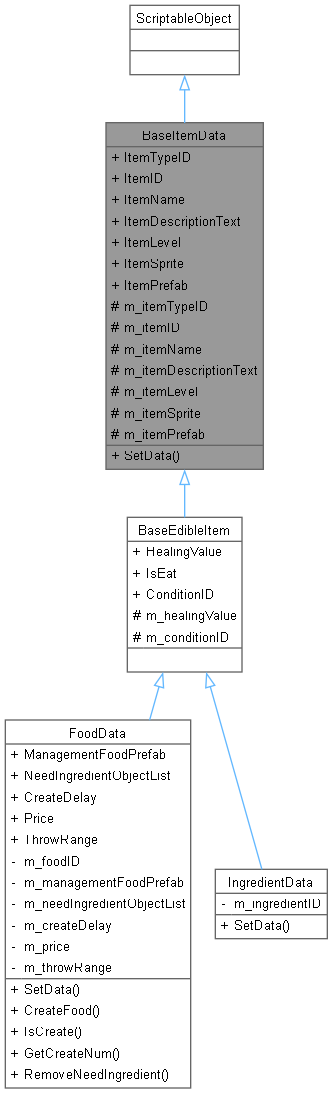 ScriptableObject
BaseItemData
+ ItemTypeID
+ ItemID
+ ItemName
+ ItemDescriptionText
+ ItemLevel
+ ItemSprite
+ ItemPrefab
# m_itemTypeID
# m_itemID
# m_itemName
# m_itemDescriptionText
# m_itemLevel
# m_itemSprite
# m_itemPrefab
+ SetData()
BaseEdibleItem
+ HealingValue
+ IsEat
+ ConditionID
# m_healingValue
# m_conditionID
FoodData
+ ManagementFoodPrefab
+ NeedIngredientObjectList
+ CreateDelay
+ Price
+ ThrowRange
- m_foodID
- m_managementFoodPrefab
- m_needIngredientObjectList
- m_createDelay
- m_price
- m_throwRange
+ SetData()
+ CreateFood()
+ IsCreate()
+ GetCreateNum()
+ RemoveNeedIngredient()
IngredientData
- m_ingredientID
+ SetData()